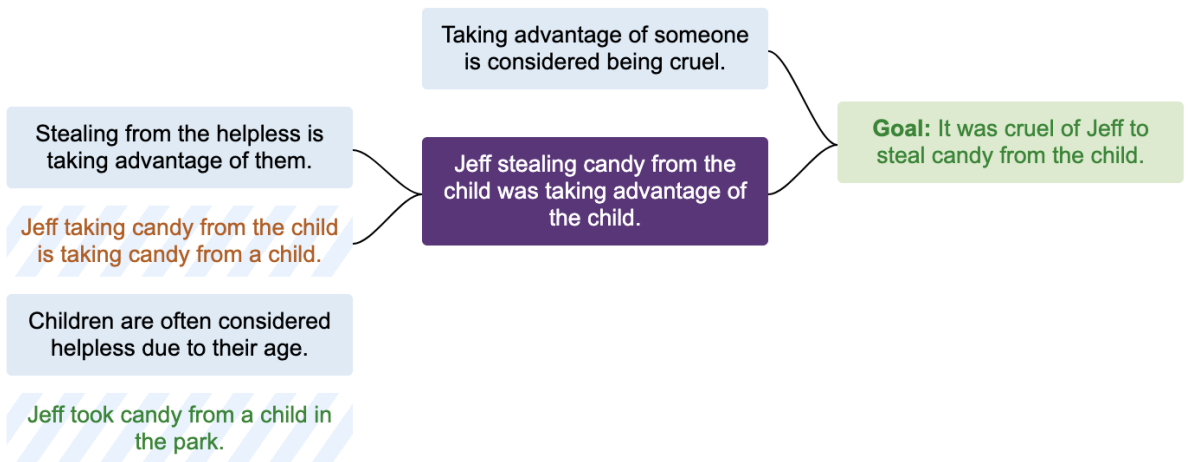 Taking advantage of someone
is considered being cruel.
Stealing from the helpless is
taking advantage of them.
Jeff stealing candy from the
child was taking advantage of
the child.
Goal: It was cruel of Jeff to
steal candy from the child.
Jeff taking candy from the child
is taking candy from a child.
Children are often considered
helpless due to their age.
Jeff took candy from a child in
the park.